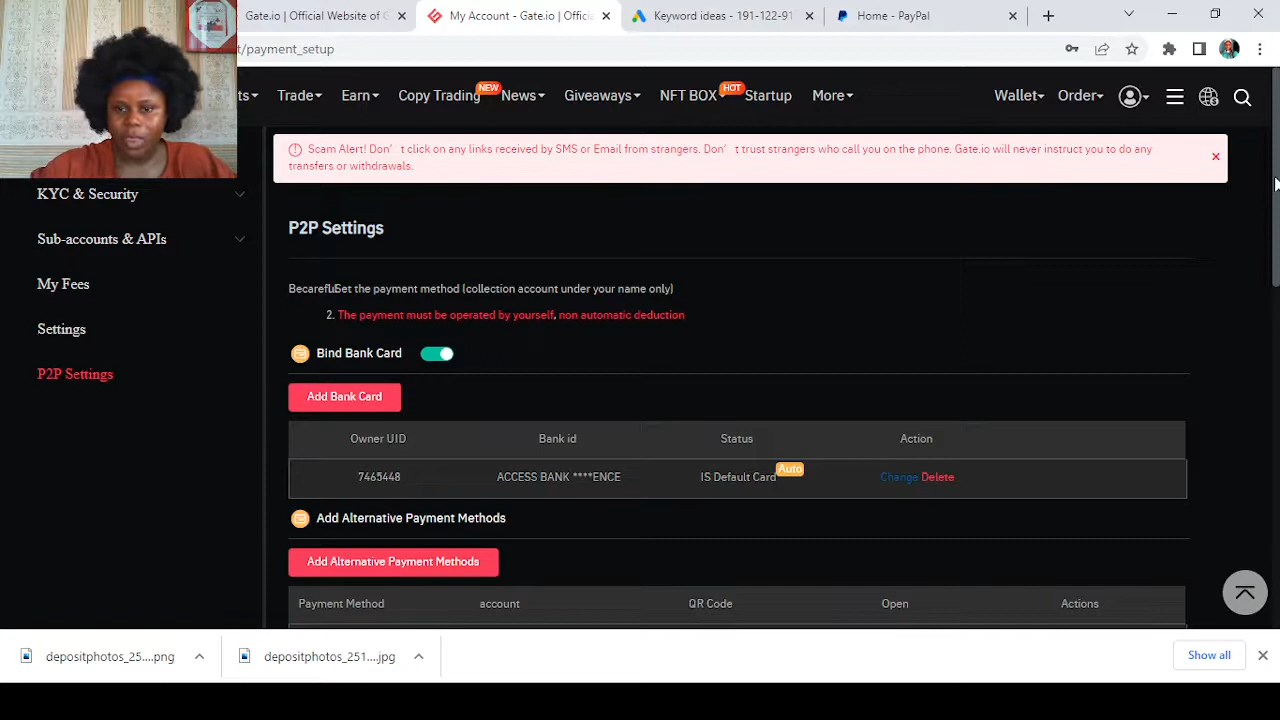 Gate.io | Official Website of G
My Account - Gate.io | Officia
Keyword ideas - 191-122-91
Home - PayPal
t/payment_setup
ts
Trade
Earn
Copy Trading
NEW
News
Giveaways
NFT BOX
HOT
Startup
More
Wallet
Order
Scam Alert! Don’t click on any links received by SMS or Email from strangers. Don’t trust strangers who call you on the phone. Gate.io will never instruct you to do any
transfers or withdrawals.
KYC & Security
Sub-accounts & APIs
My Fees
Settings
P2P Settings
P2P Settings
BecarefulSet the payment method (collection account under your name only)
2. The payment must be operated by yourself, non automatic deduction
Bind Bank Card
Add Bank Card
Owner UID Bank id Status Action
7465448 ACCESS BANK ****ENCE IS Default Card Auto Change Delete
Add Alternative Payment Methods
Add Alternative Payment Methods
Payment Method account QR Code Open Actions
depositphotos_25....png
depositphotos_251....jpg
Show all